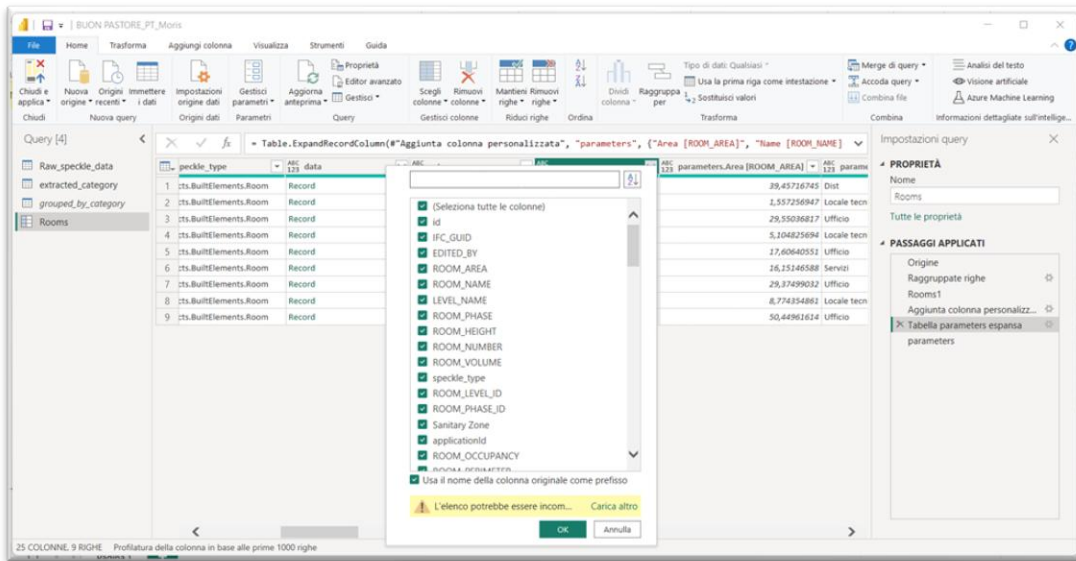 BUON PASTORE_PT_Moris
File Home Trasforma Aggiungi colonna Visualizza Strumenti Guida
Chiudi e applica
Nuova origine
Origini recenti
Immettere i dati
Impostazioni origine dati
Gestisci parametri
Aggiorna anteprima
Proprietà
Editor avanzato
Gestisci
Scegli colonne
Rimuovi colonne
Mantieni righe
Rimuovi righe
Dividi colonna
Raggruppa per
Tipo di dati: Qualsiasi
Usa la prima riga come intestazione
Sostituisci valori
Merge di query
Accoda query
Combina file
Analisi del testo
Visione artificiale
Azure Machine Learning
Chiudi Nuova query Origini dati Parametri Query Gestisci colonne Riduci righe Ordina Trasforma Combina Informazioni dettagliate sull'intellige...
Query [4]
Raw_speckle_data
extracted_category
grouped_by_category
Rooms
= Table.ExpandRecordColumn(#"Aggiunta colonna personalizzata", "parameters", {"Area [ROOM_AREA]", "Name [ROOM_NAME]
peckle_type ABC 123 data ABC ABC ABC 123 parameters.Area [ROOM_AREA] ABC 123 parame
1 cts.BuiltElements.Room Record 39,45716745 Dist
2 cts.BuiltElements.Room Record 1,557256947 Locale tecn
3 cts.BuiltElements.Room Record 29,55036817 Ufficio
4 cts.BuiltElements.Room Record 5,104825694 Locale tecn
5 cts.BuiltElements.Room Record 17,60640551 Ufficio
6 cts.BuiltElements.Room Record 16,15146588 Servizi
7 cts.BuiltElements.Room Record 29,37499032 Ufficio
8 cts.BuiltElements.Room Record 8,774354861 Locale tecn
9 cts.BuiltElements.Room Record 50,44961614 Ufficio
(Seleziona tutte le colonne)
id
IFC_GUID
EDITED_BY
ROOM_AREA
ROOM_NAME
LEVEL_NAME
ROOM_PHASE
ROOM_HEIGHT
ROOM_NUMBER
ROOM_VOLUME
speckle_type
ROOM_LEVEL_ID
ROOM_PHASE_ID
Sanitary Zone
applicationId
ROOM_OCCUPANCY
ROOM_PERIMETER
Usa il nome della colonna originale come prefisso
L'elenco potrebbe essere incom... Carica altro
OK Annulla
Impostazioni query
PROPRIETÀ
Nome
Rooms
Tutte le proprietà
PASSAGGI APPLICATI
Origine
Raggruppate righe
Rooms1
Aggiunta colonna personalizz...
Tabella parameters espansa
parameters
25 COLONNE, 9 RIGHE Profilatura della colonna in base alle prime 1000 righe